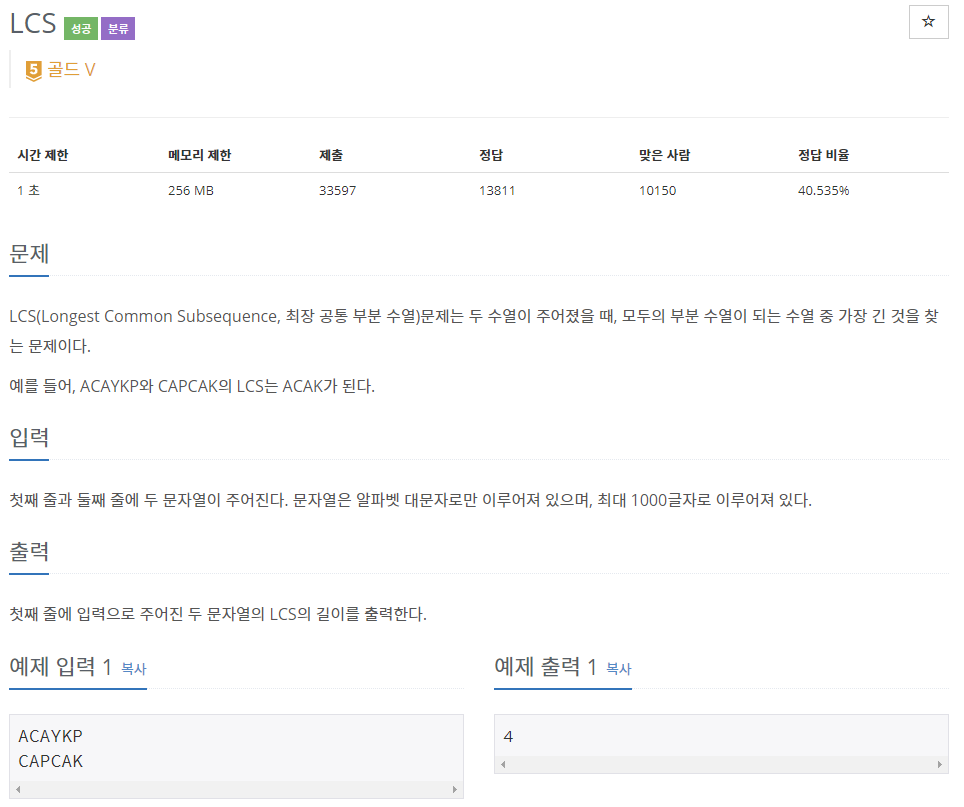 LCS 성공 분류
☆
5 골드 V
시간 제한 메모리 제한 제출 정답 맞은 사람 정답 비율
1 초 256 MB 33597 13811 10150 40.535%
문제
LCS(Longest Common Subsequence, 최장 공통 부분 수열)문제는 두 수열이 주어졌을 때, 모두의 부분 수열이 되는 수열 중 가장 긴 것을 찾
는 문제이다.
예를 들어, ACAYKP와 CAPCAK의 LCS는 ACAK가 된다.
입력
첫째 줄과 둘째 줄에 두 문자열이 주어진다. 문자열은 알파벳 대문자로만 이루어져 있으며, 최대 1000글자로 이루어져 있다.
출력
첫째 줄에 입력으로 주어진 두 문자열의 LCS의 길이를 출력한다.
예제 입력 1 복사
ACAYKP
CAPCAK
예제 출력 1 복사
4